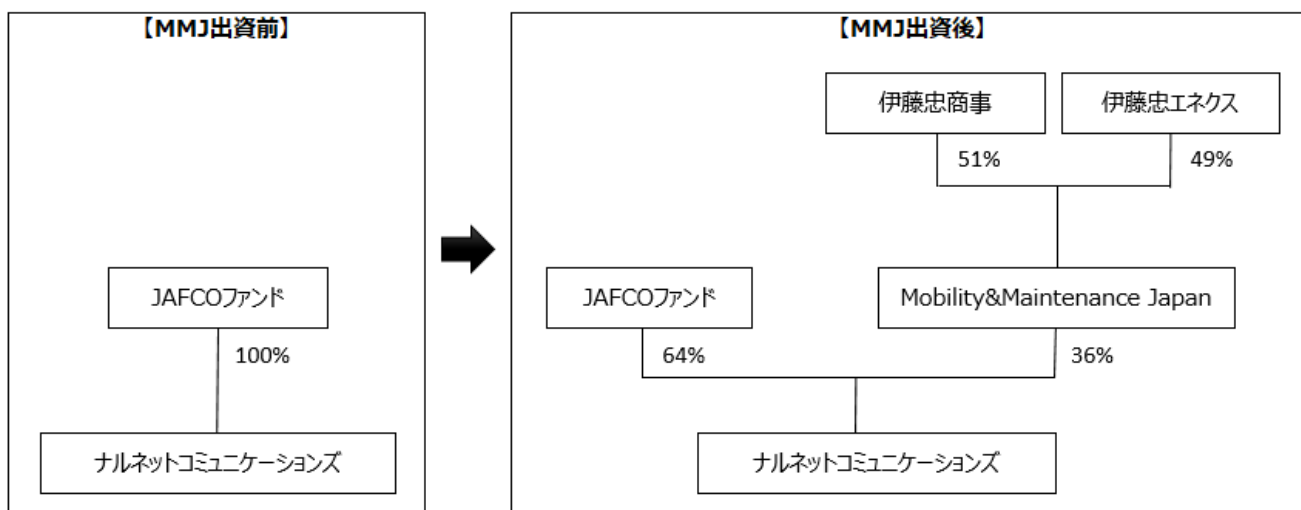 【MMJ出資前】
JAFCOファンド
100%
ナルネットコミュニケーションズ
【MMJ出資後】
伊藤忠商事
伊藤忠エネクス
51%
49%
JAFCOファンド
Mobility&Maintenance Japan
64%
36%
ナルネットコミュニケーションズ